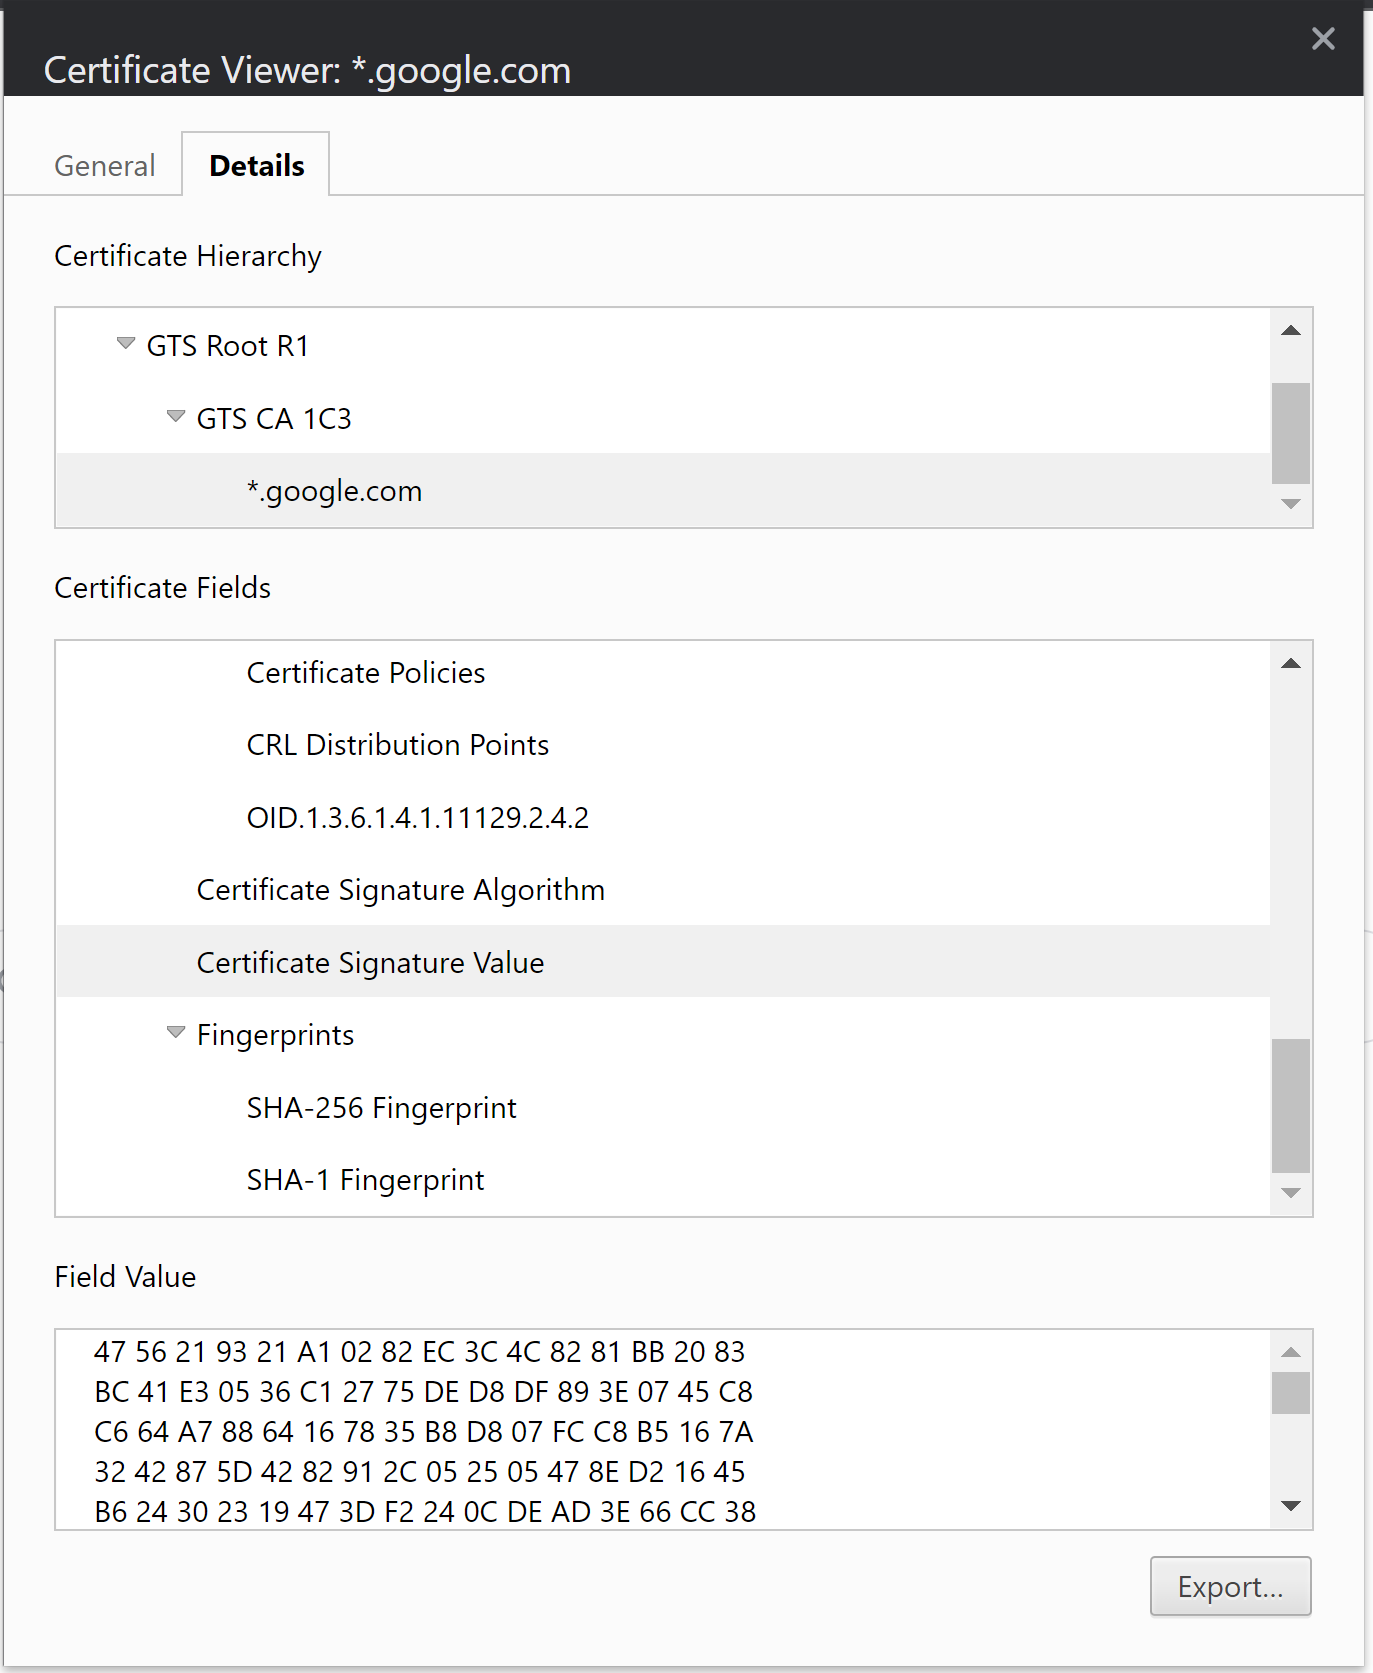 Certificate Viewer: *.google.com
General
Details
Certificate Hierarchy
GTS Root R1
GTS CA 1C3
*.google.com
Certificate Fields
Certificate Policies
CRL Distribution Points
OID.1.3.6.1.4.1.11129.2.4.2
Certificate Signature Algorithm
Certificate Signature Value
Fingerprints
SHA-256 Fingerprint
SHA-1 Fingerprint
Field Value
47 56 21 93 21 A1 02 82 EC 3C 4C 82 81 BB 20 83
BC 41 E3 05 36 C1 27 75 DE D8 DF 89 3E 07 45 C8
C6 64 A7 88 64 16 78 35 B8 D8 07 FC C8 B5 16 7A
32 42 87 5D 42 82 91 2C 05 25 05 47 8E D2 16 45
B6 24 30 23 19 47 3D F2 24 0C DE AD 3E 66 CC 38
Export...